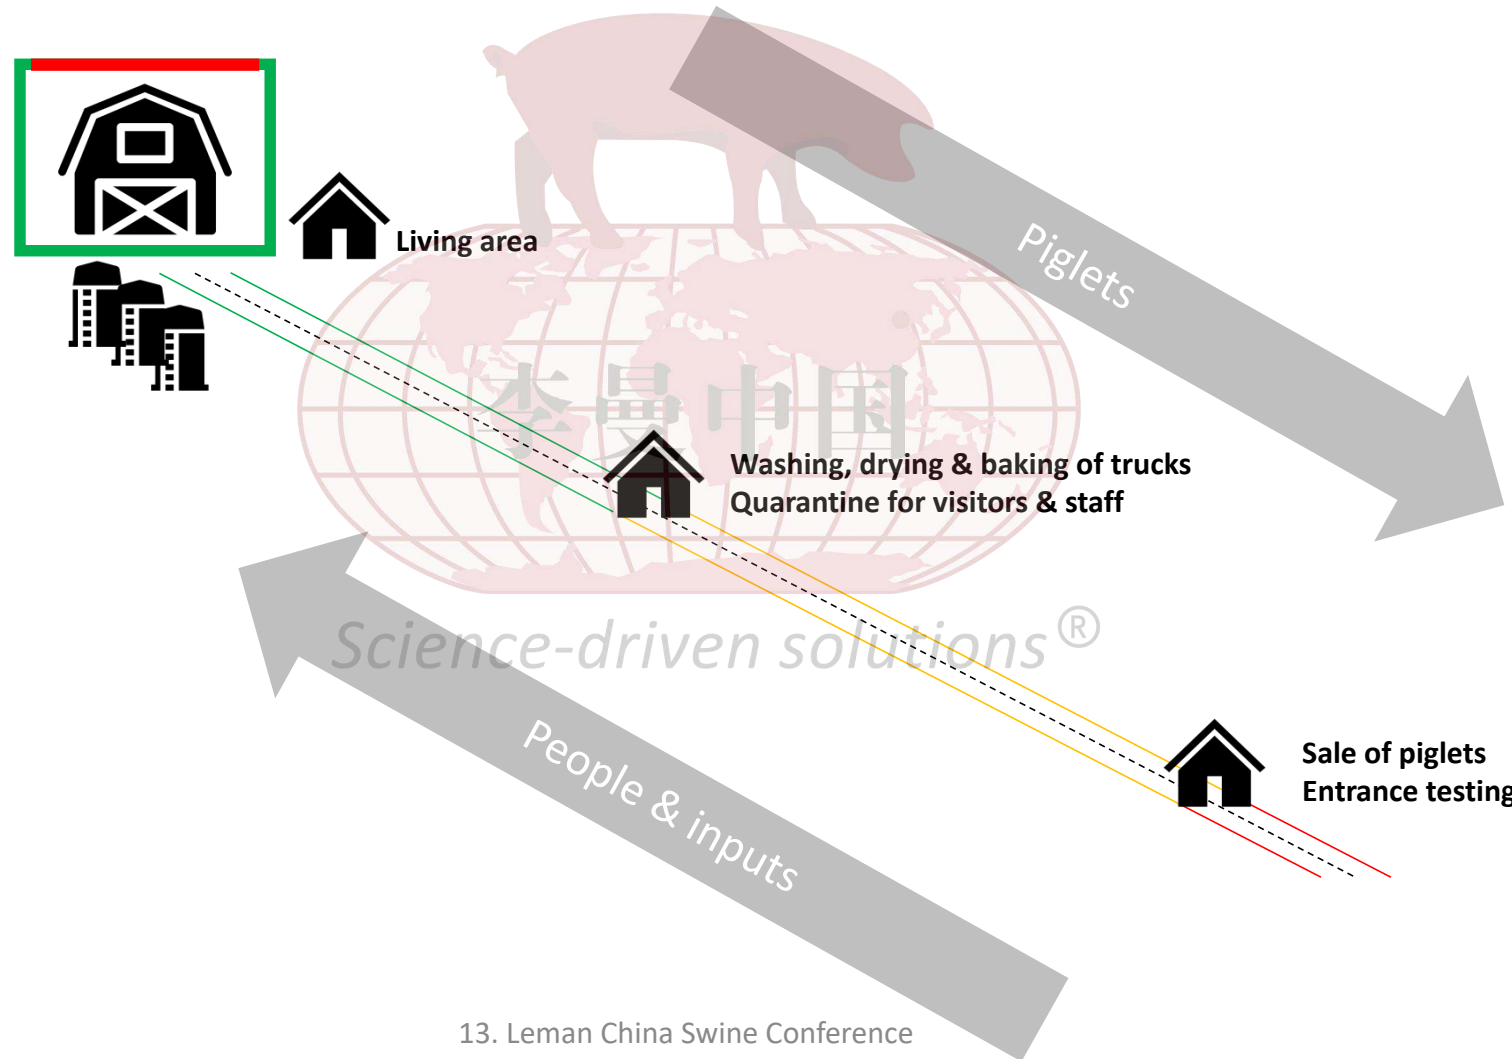 Piglets
Living area
李曼中国
Washing, drying & baking of trucks
Quarantine for visitors & staff
Science-driven solutions®
People & inputs
Sale of piglets
Entrance testing
13. Leman China Swine Conference